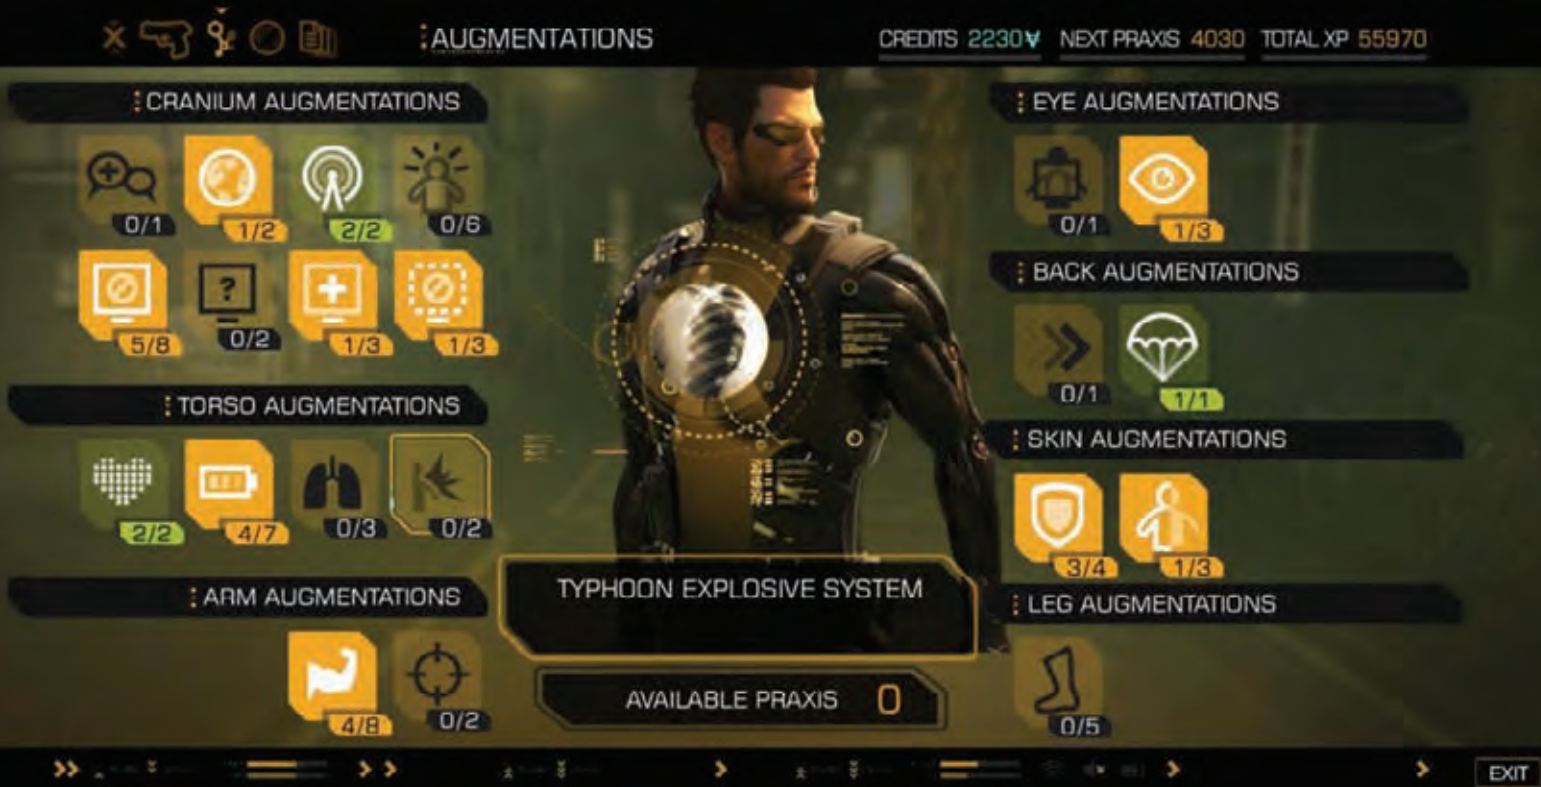 AUGMENTATIONS
CREDITS 2230 NEXT PRAXIS 4030 TOTAL XP 55970
CRANIUM AUGMENTATIONS
0/1 1/2 2/2 0/6
5/8 ? 0/2 1/3 1/3
TORSO AUGMENTATIONS
2/2 4/7 0/3 0/2
ARM AUGMENTATIONS
4/8 0/2
TYPHOON EXPLOSIVE SYSTEM
AVAILABLE PRAXIS 0
EYE AUGMENTATIONS
0/1 1/3
BACK AUGMENTATIONS
0/1 1/1
SKIN AUGMENTATIONS
3/4 1/3
LEG AUGMENTATIONS
0/5
EXIT